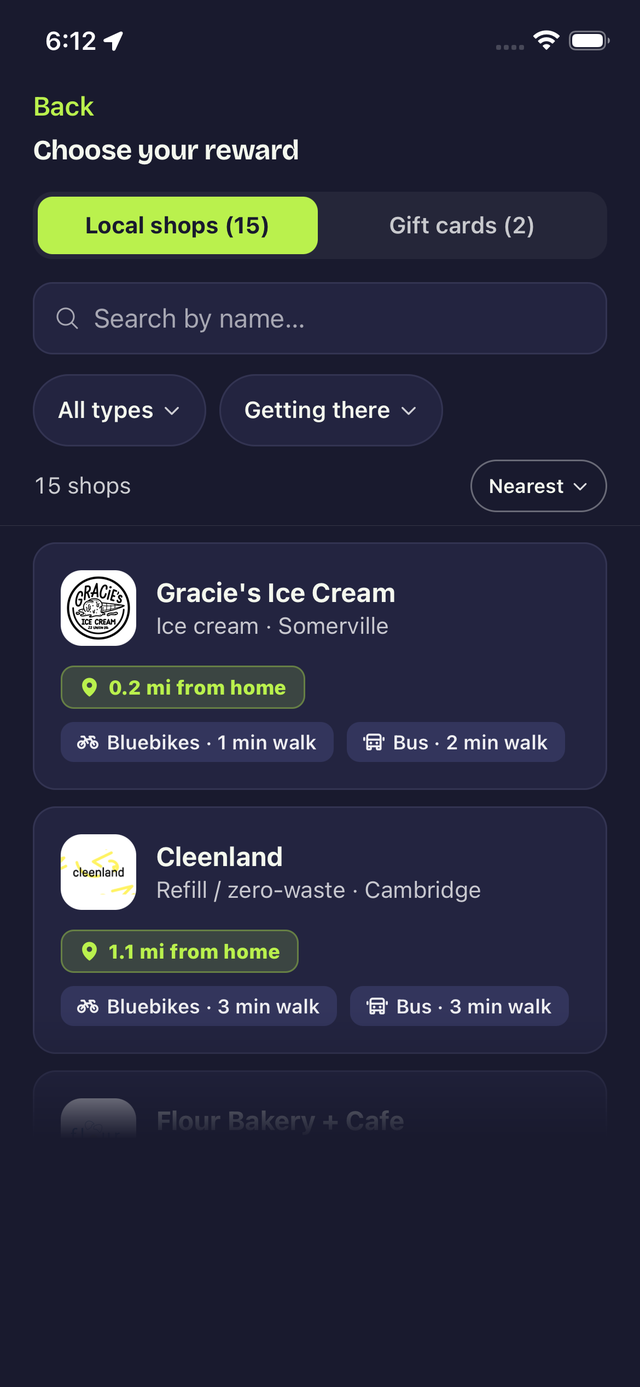 6:12
Back
Choose your reward
Local shops (15)
Gift cards (2)
Search by name...
All types
Getting there
15 shops
Nearest
GRACIE'S
ICE CREAM
Gracie's Ice Cream
Ice cream · Somerville
0.2 mi from home
Bluebikes · 1 min walk
Bus · 2 min walk
cleenland
Cleenland
Refill / zero-waste · Cambridge
1.1 mi from home
Bluebikes · 3 min walk
Bus · 3 min walk
Flour Bakery + Cafe